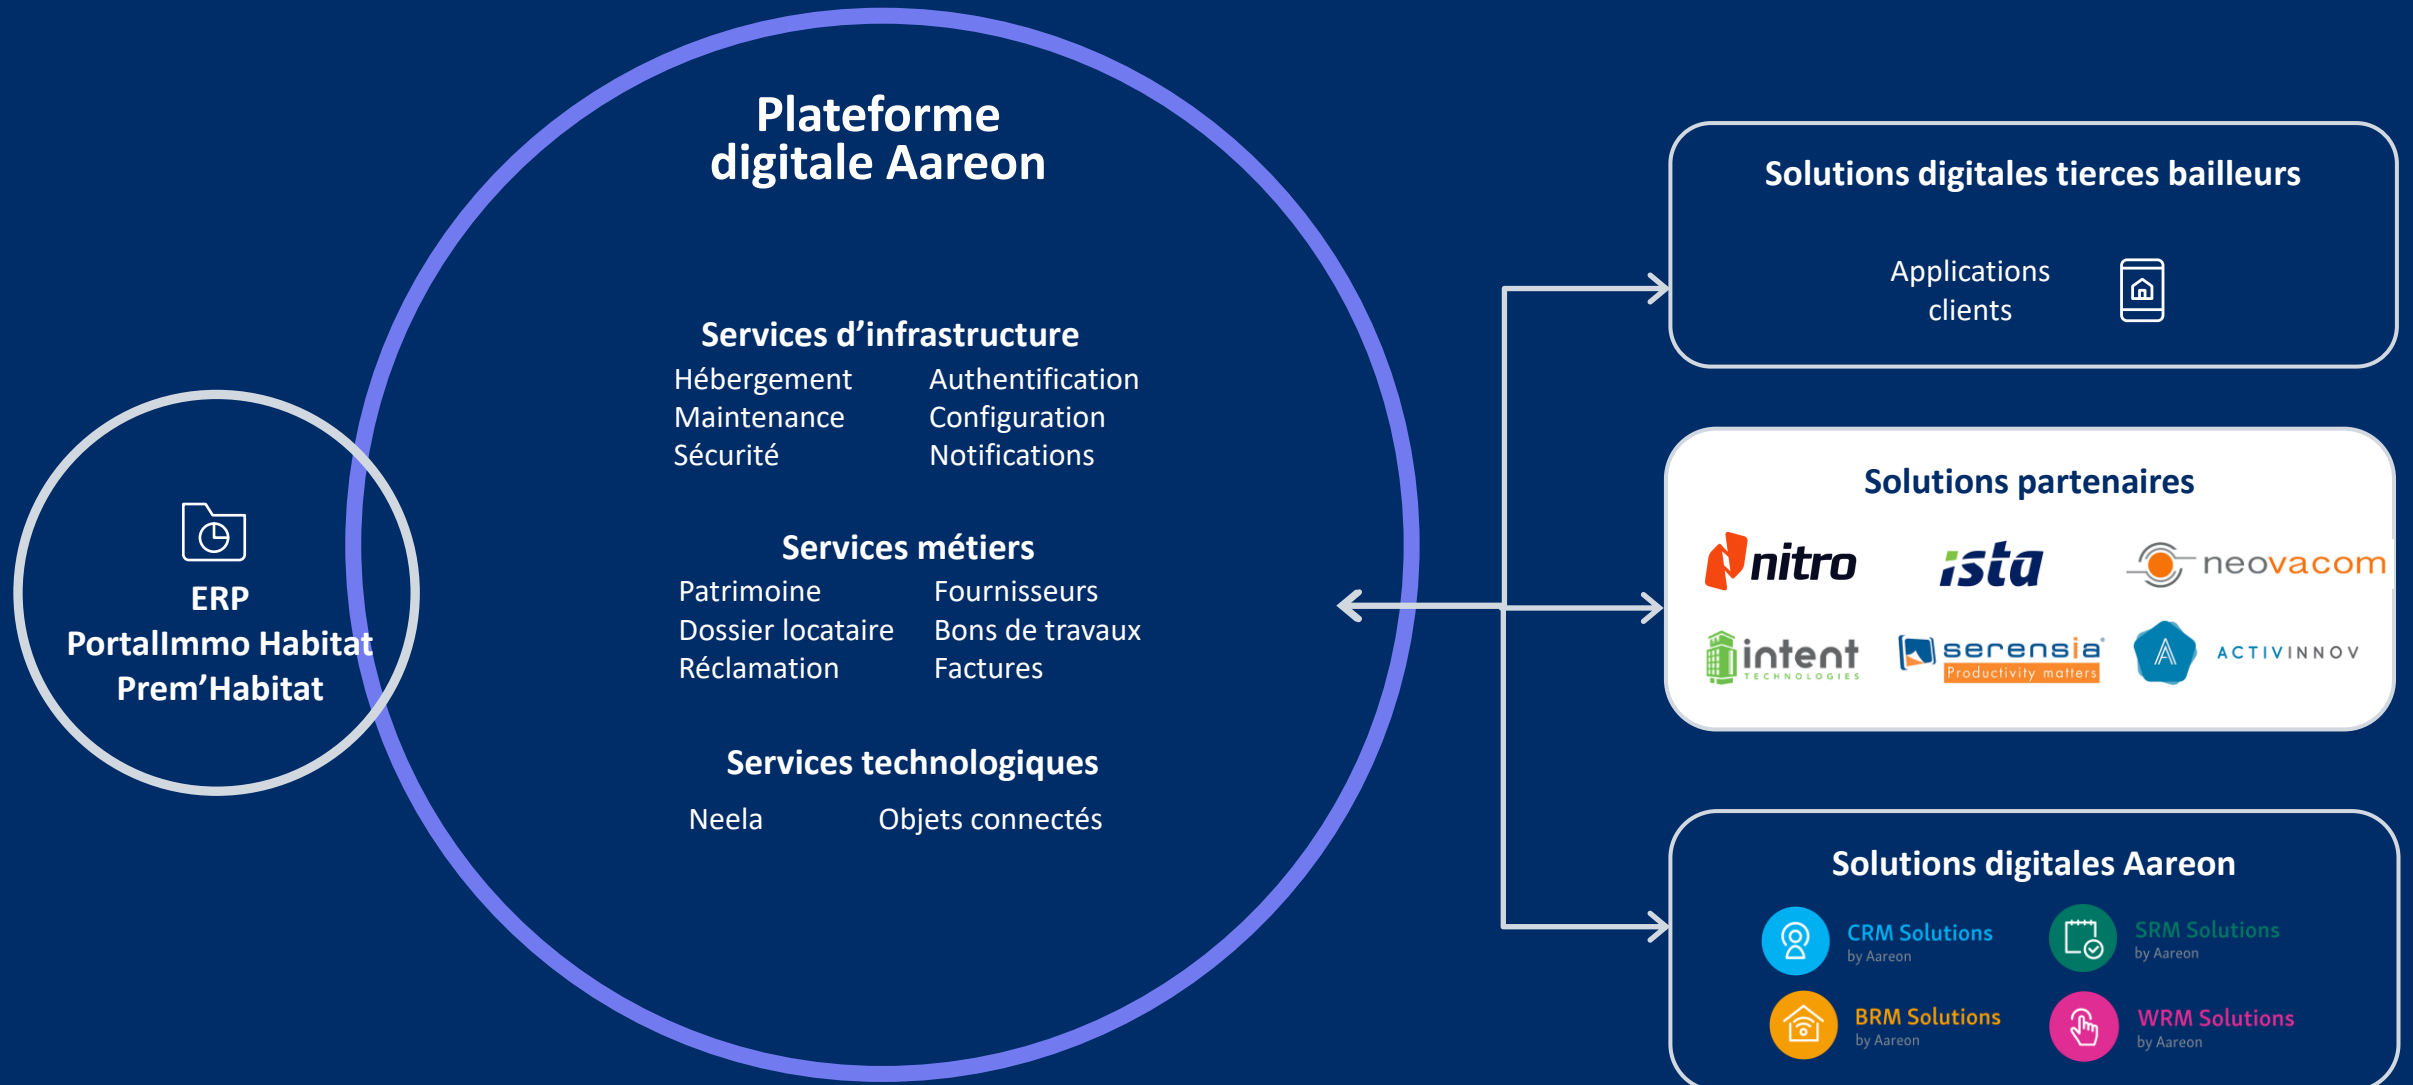 Plateforme
digitale Aareon
Services d’infrastructure
Hébergement Authentification
Maintenance Configuration
Sécurité Notifications
Services métiers
Patrimoine Fournisseurs
Dossier locataire Bons de travaux
Réclamation Factures
Services technologiques
Neela Objets connectés
ERP
PortalImmo Habitat
Prem’Habitat
Solutions digitales tierces bailleurs
Applications
clients
Solutions partenaires
nitro
ista
neovacom
intent
TECHNOLOGIES
serensia
Productivity matters
ACTIVINNOV
Solutions digitales Aareon
CRM Solutions
by Aareon
SRM Solutions
by Aareon
BRM Solutions
by Aareon
WRM Solutions
by Aareon